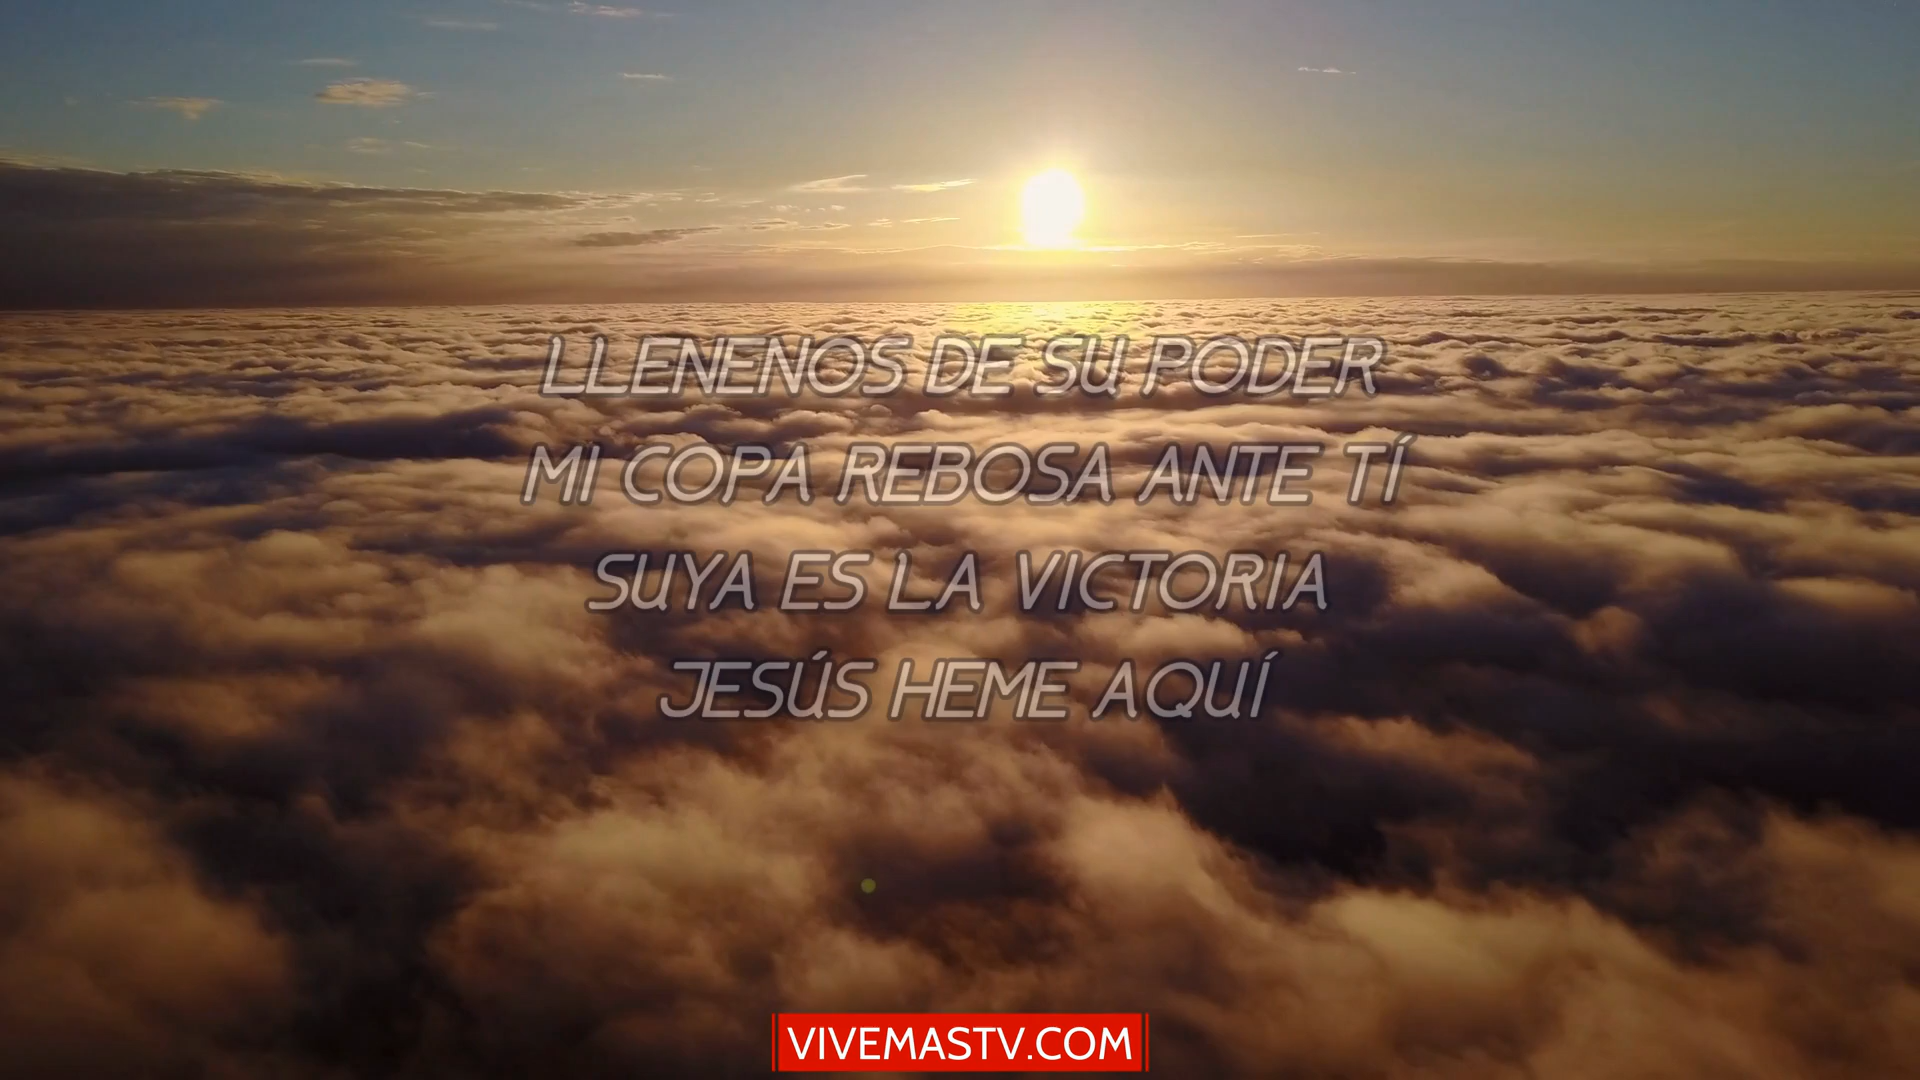 LLENENOS DE SU PODER
MI COPA REBOSA ANTE TÍ
SUYA ES LA VICTORIA
JESÚS HEME AQUÍ
VIVEMASTV.COM